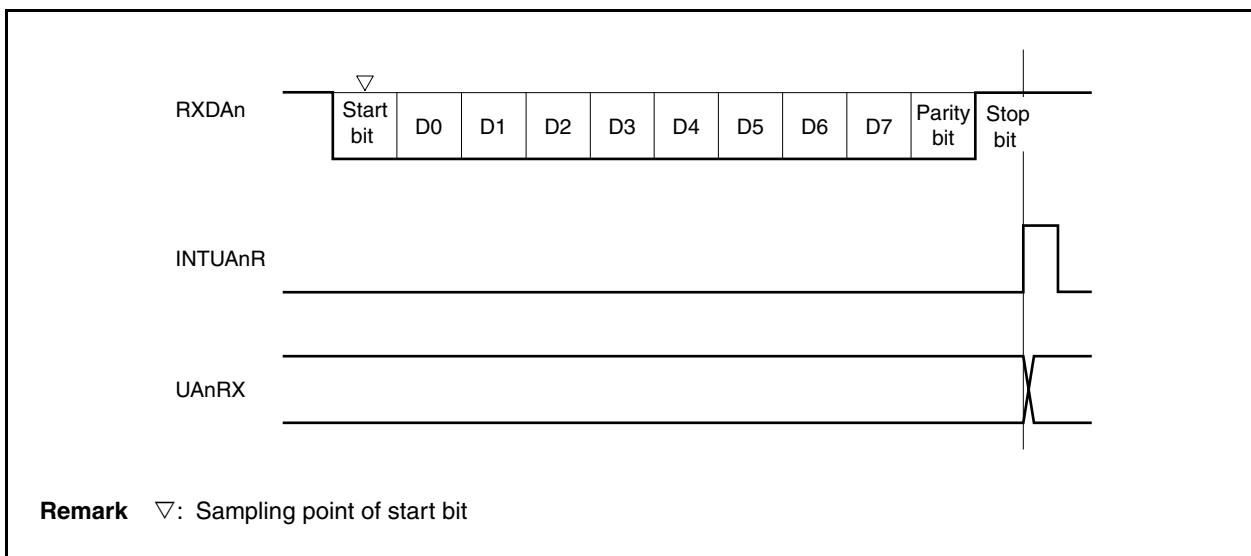 RXDAn
Start
bit
D0
D1
D2
D3
D4
D5
D6
D7
Parity
bit
Stop
bit
INTUAnR
UAnRX
Remark ▽: Sampling point of start bit